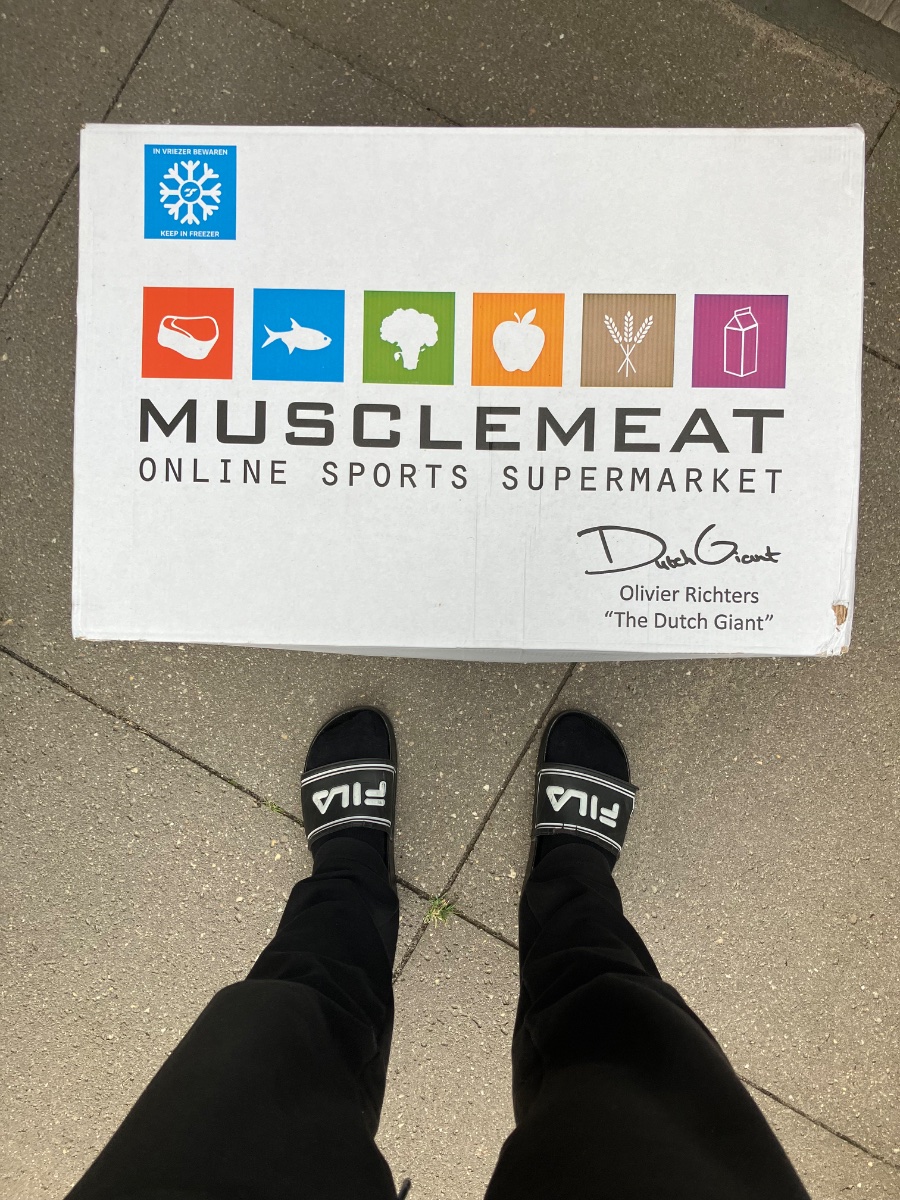 IN VRIEZER BEWAREN
KEEP IN FREEZER
MUSCLEMEAT
ONLINE SPORTS SUPERMARKET
Dutch Giant
Olivier Richters
“The Dutch Giant”
FILA
FILA